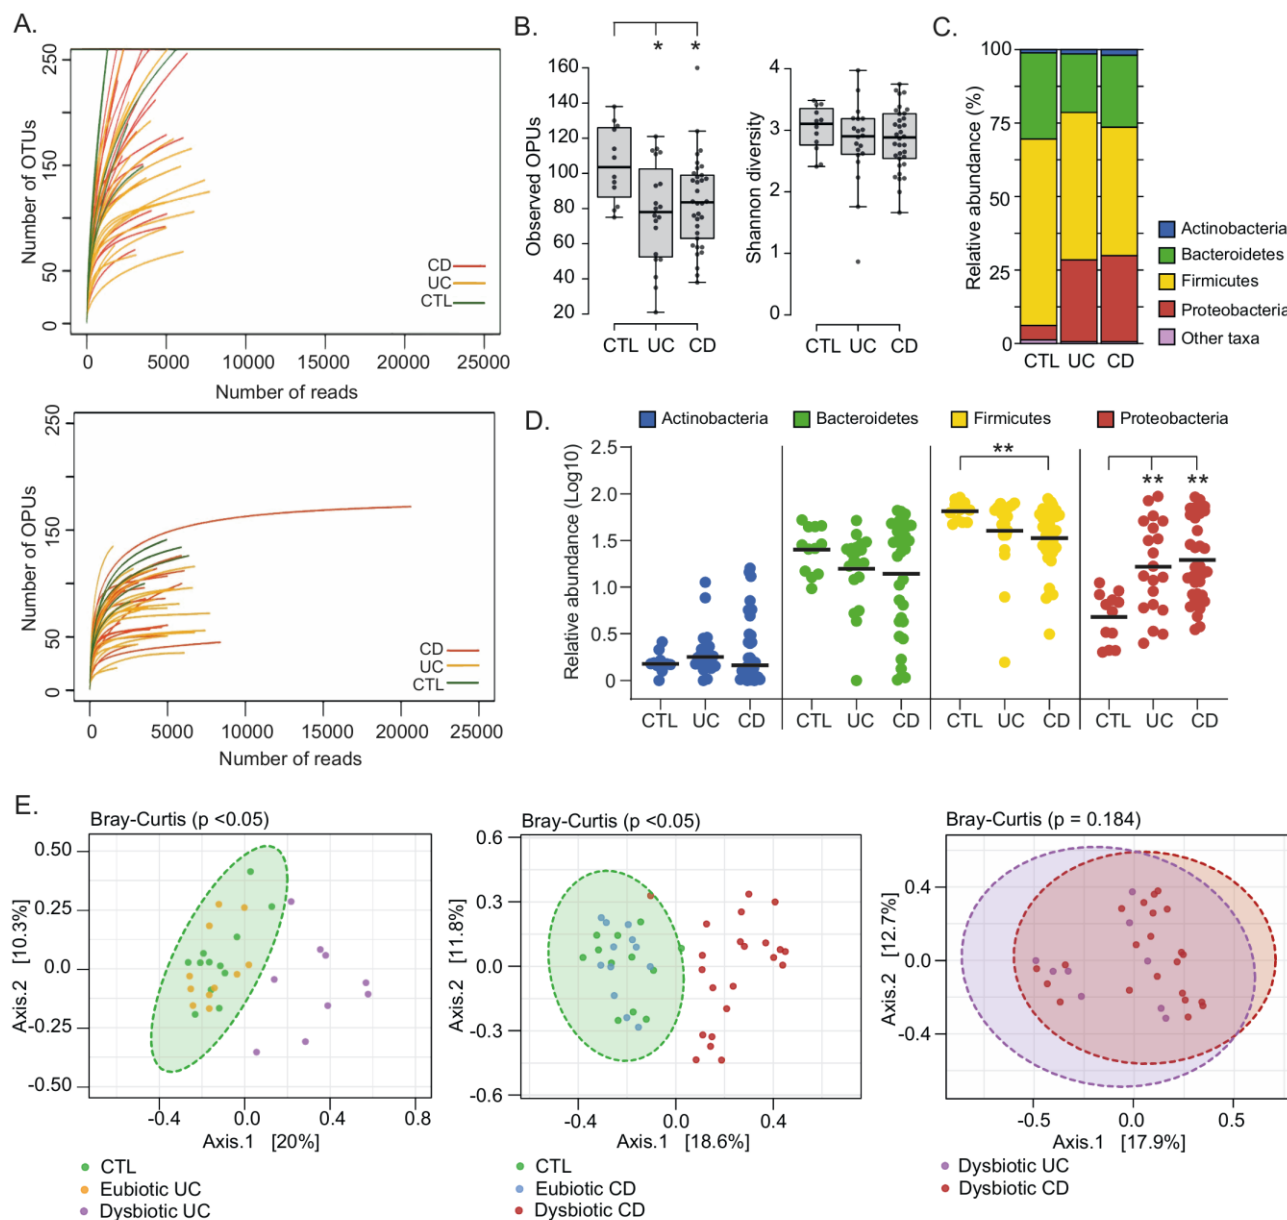 A.
Number of OTUs
250
150
50
0
CD
UC
CTL
0
5000
10000
15000
20000
25000
Number of reads
Number of OPUs
250
150
50
0
CD
UC
CTL
0
5000
10000
15000
20000
25000
Number of reads
B.
* *
Observed OPUs
160
140
120
100
80
60
40
20
CTL UC CD
Shannon diversity
4
3
2
1
0
CTL UC CD
C.
Relative abundance (%)
100
75
50
25
0
CTL UC CD
Actinobacteria
Bacteroidetes
Firmicutes
Proteobacteria
Other taxa
D.
Actinobacteria
Bacteroidetes
Firmicutes
Proteobacteria
Relative abundance (Log10)
2.5
2.0
1.5
1.0
0.5
0
**
** **
CTL UC CD
CTL UC CD
CTL UC CD
CTL UC CD
E.
Bray-Curtis (p <0.05)
Axis.2 [10.3%]
0.50
0.25
0.0
-0.25
-0.50
-0.4 0.0 0.4 0.8
Axis.1 [20%]
CTL
Eubiotic UC
Dysbiotic UC
Bray-Curtis (p <0.05)
Axis.2 [11.8%]
0.6
0.3
0.0
-0.3
-0.6
-0.4 0.0 0.4
Axis.1 [18.6%]
CTL
Eubiotic CD
Dysbiotic CD
Bray-Curtis (p = 0.184)
Axis.2 [12.7%]
0.4
0.0
-0.4
-0.5 0.0 0.5
Axis.1 [17.9%]
Dysbiotic UC
Dysbiotic CD